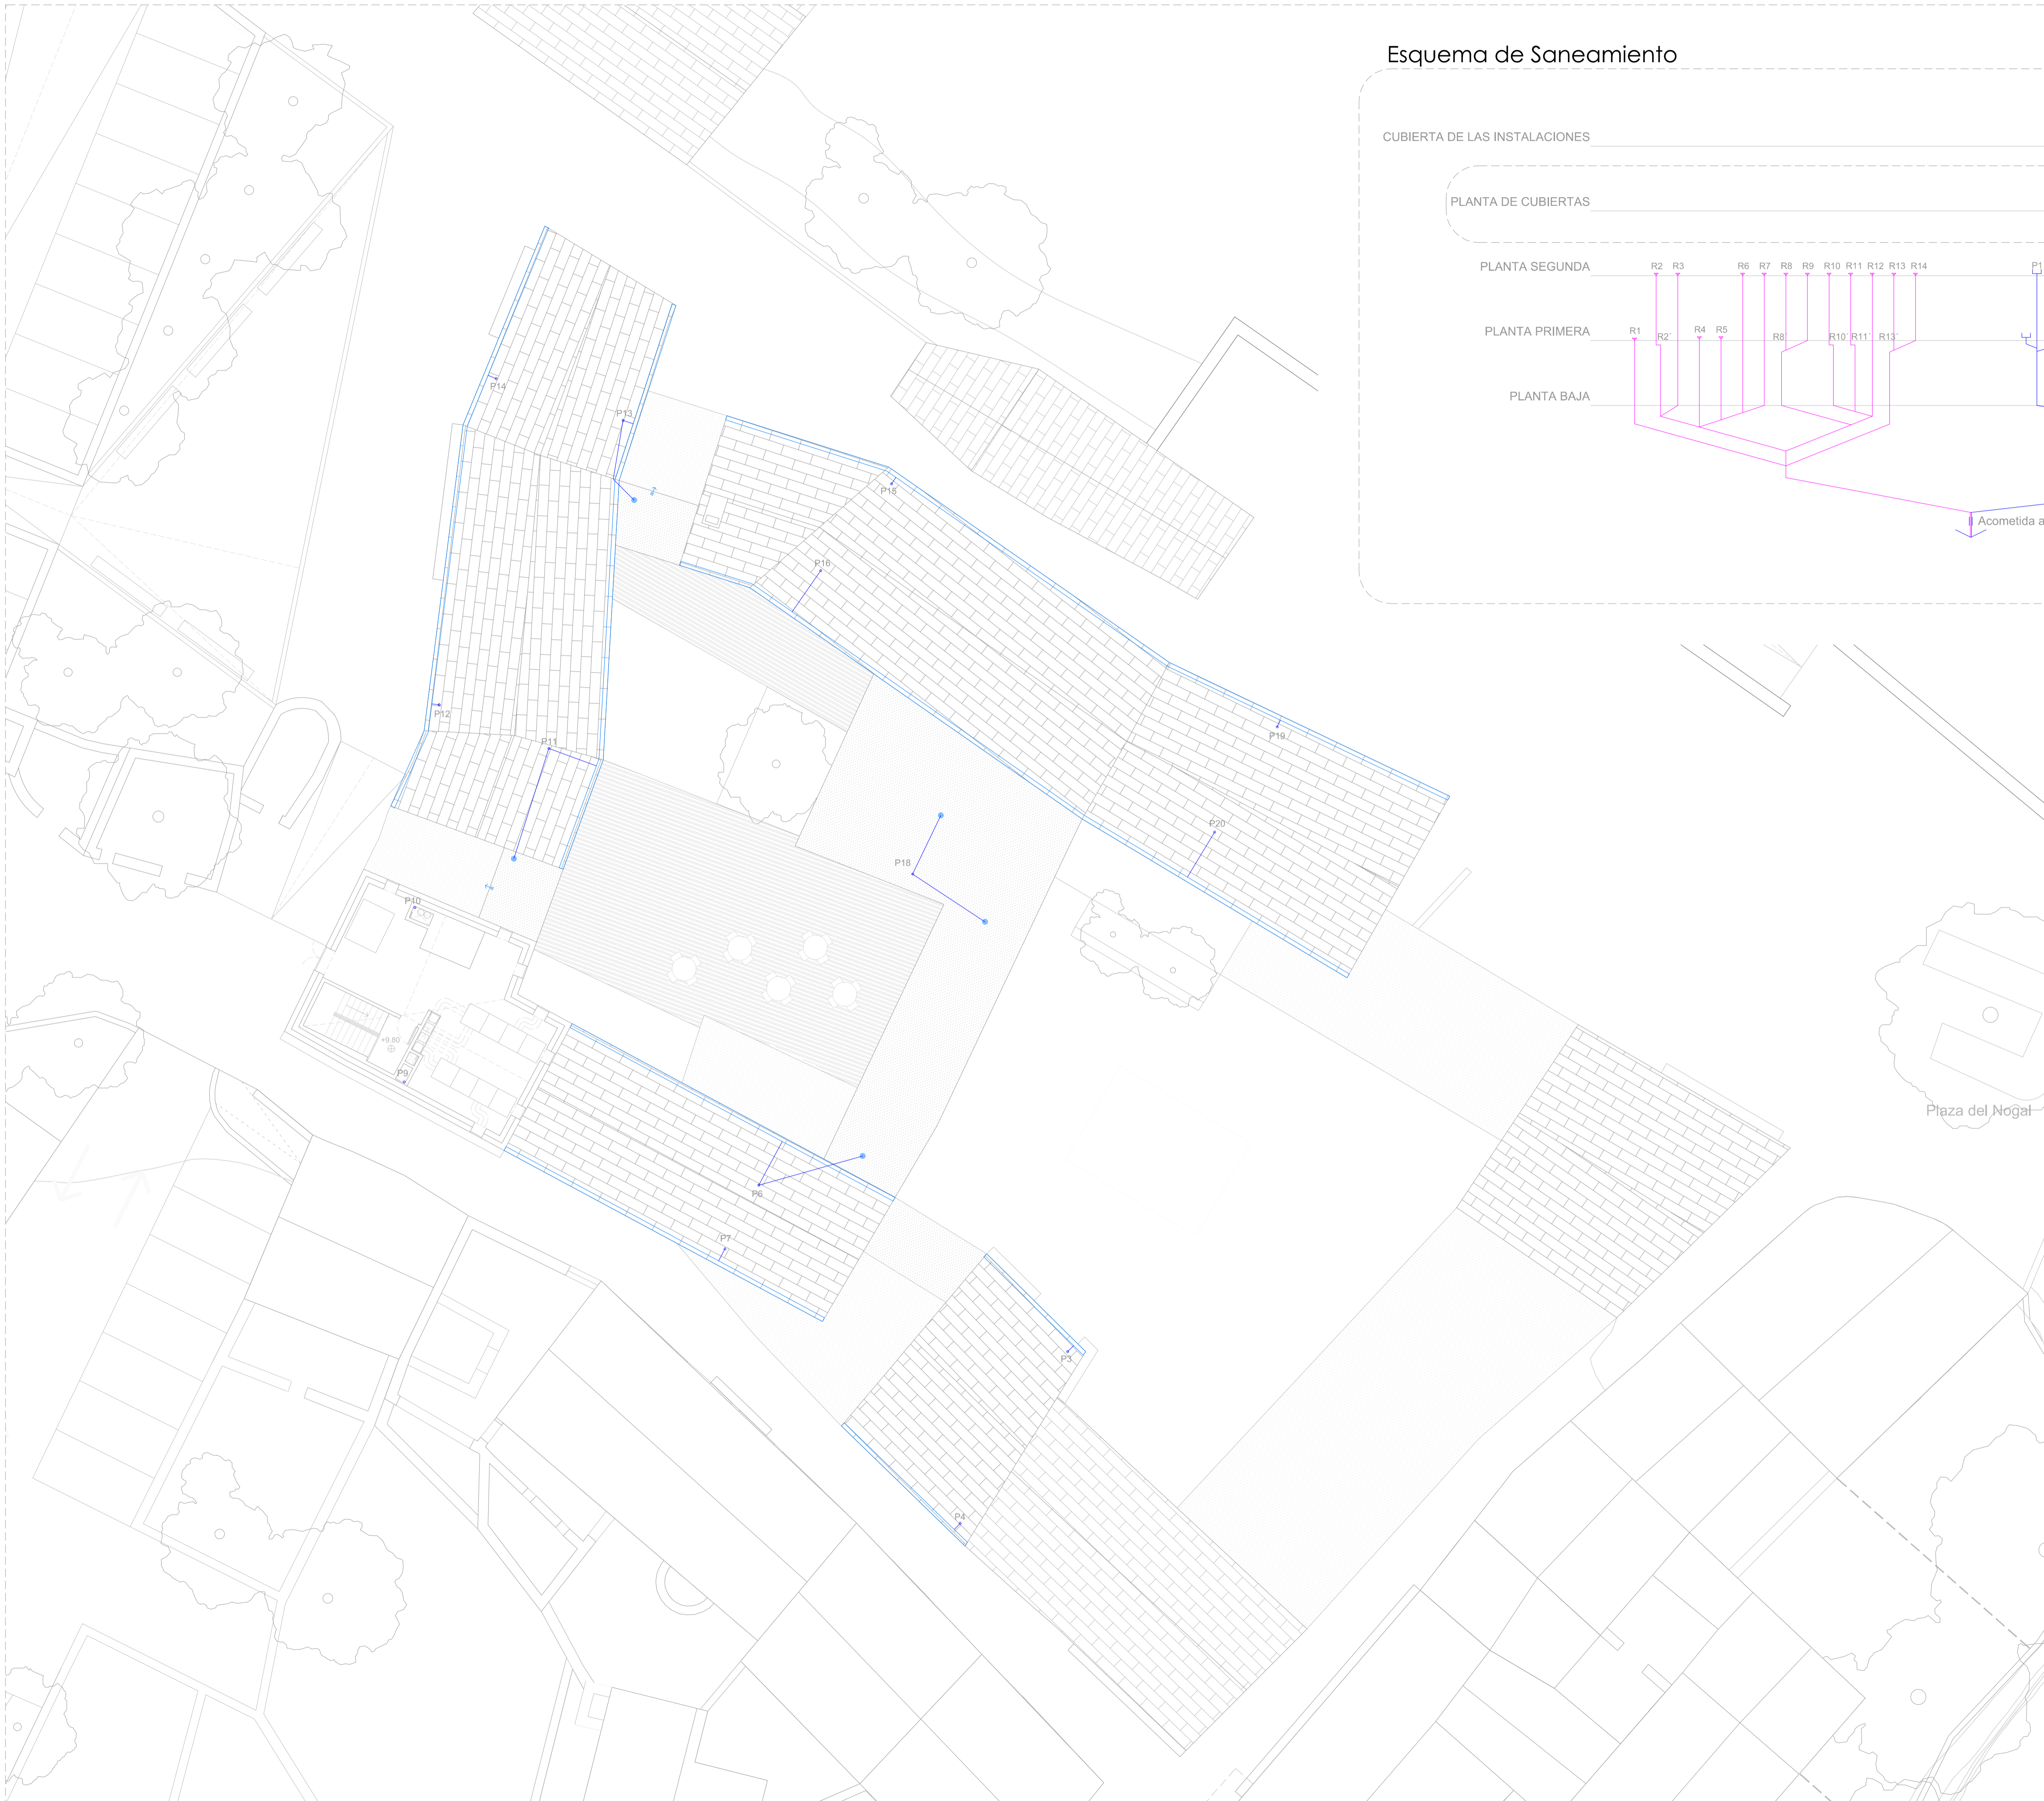 Esquema de Saneamiento
CUBIERTA DE LAS INSTALACIONES
PLANTA DE CUBIERTAS
PLANTA SEGUNDA
R2 R3 R6 R7 R8 R9 R10 R11 R12 R13 R14 P1
PLANTA PRIMERA
R1 R2´ R4 R5 R8´ R10´ R11´ R13´
PLANTA BAJA
Acometida a
P14
P13
P15
P16
P12
P11
P19
P20
P18
P10
+9.80
P9
Plaza del Nogal
P6
P7
P3
P4